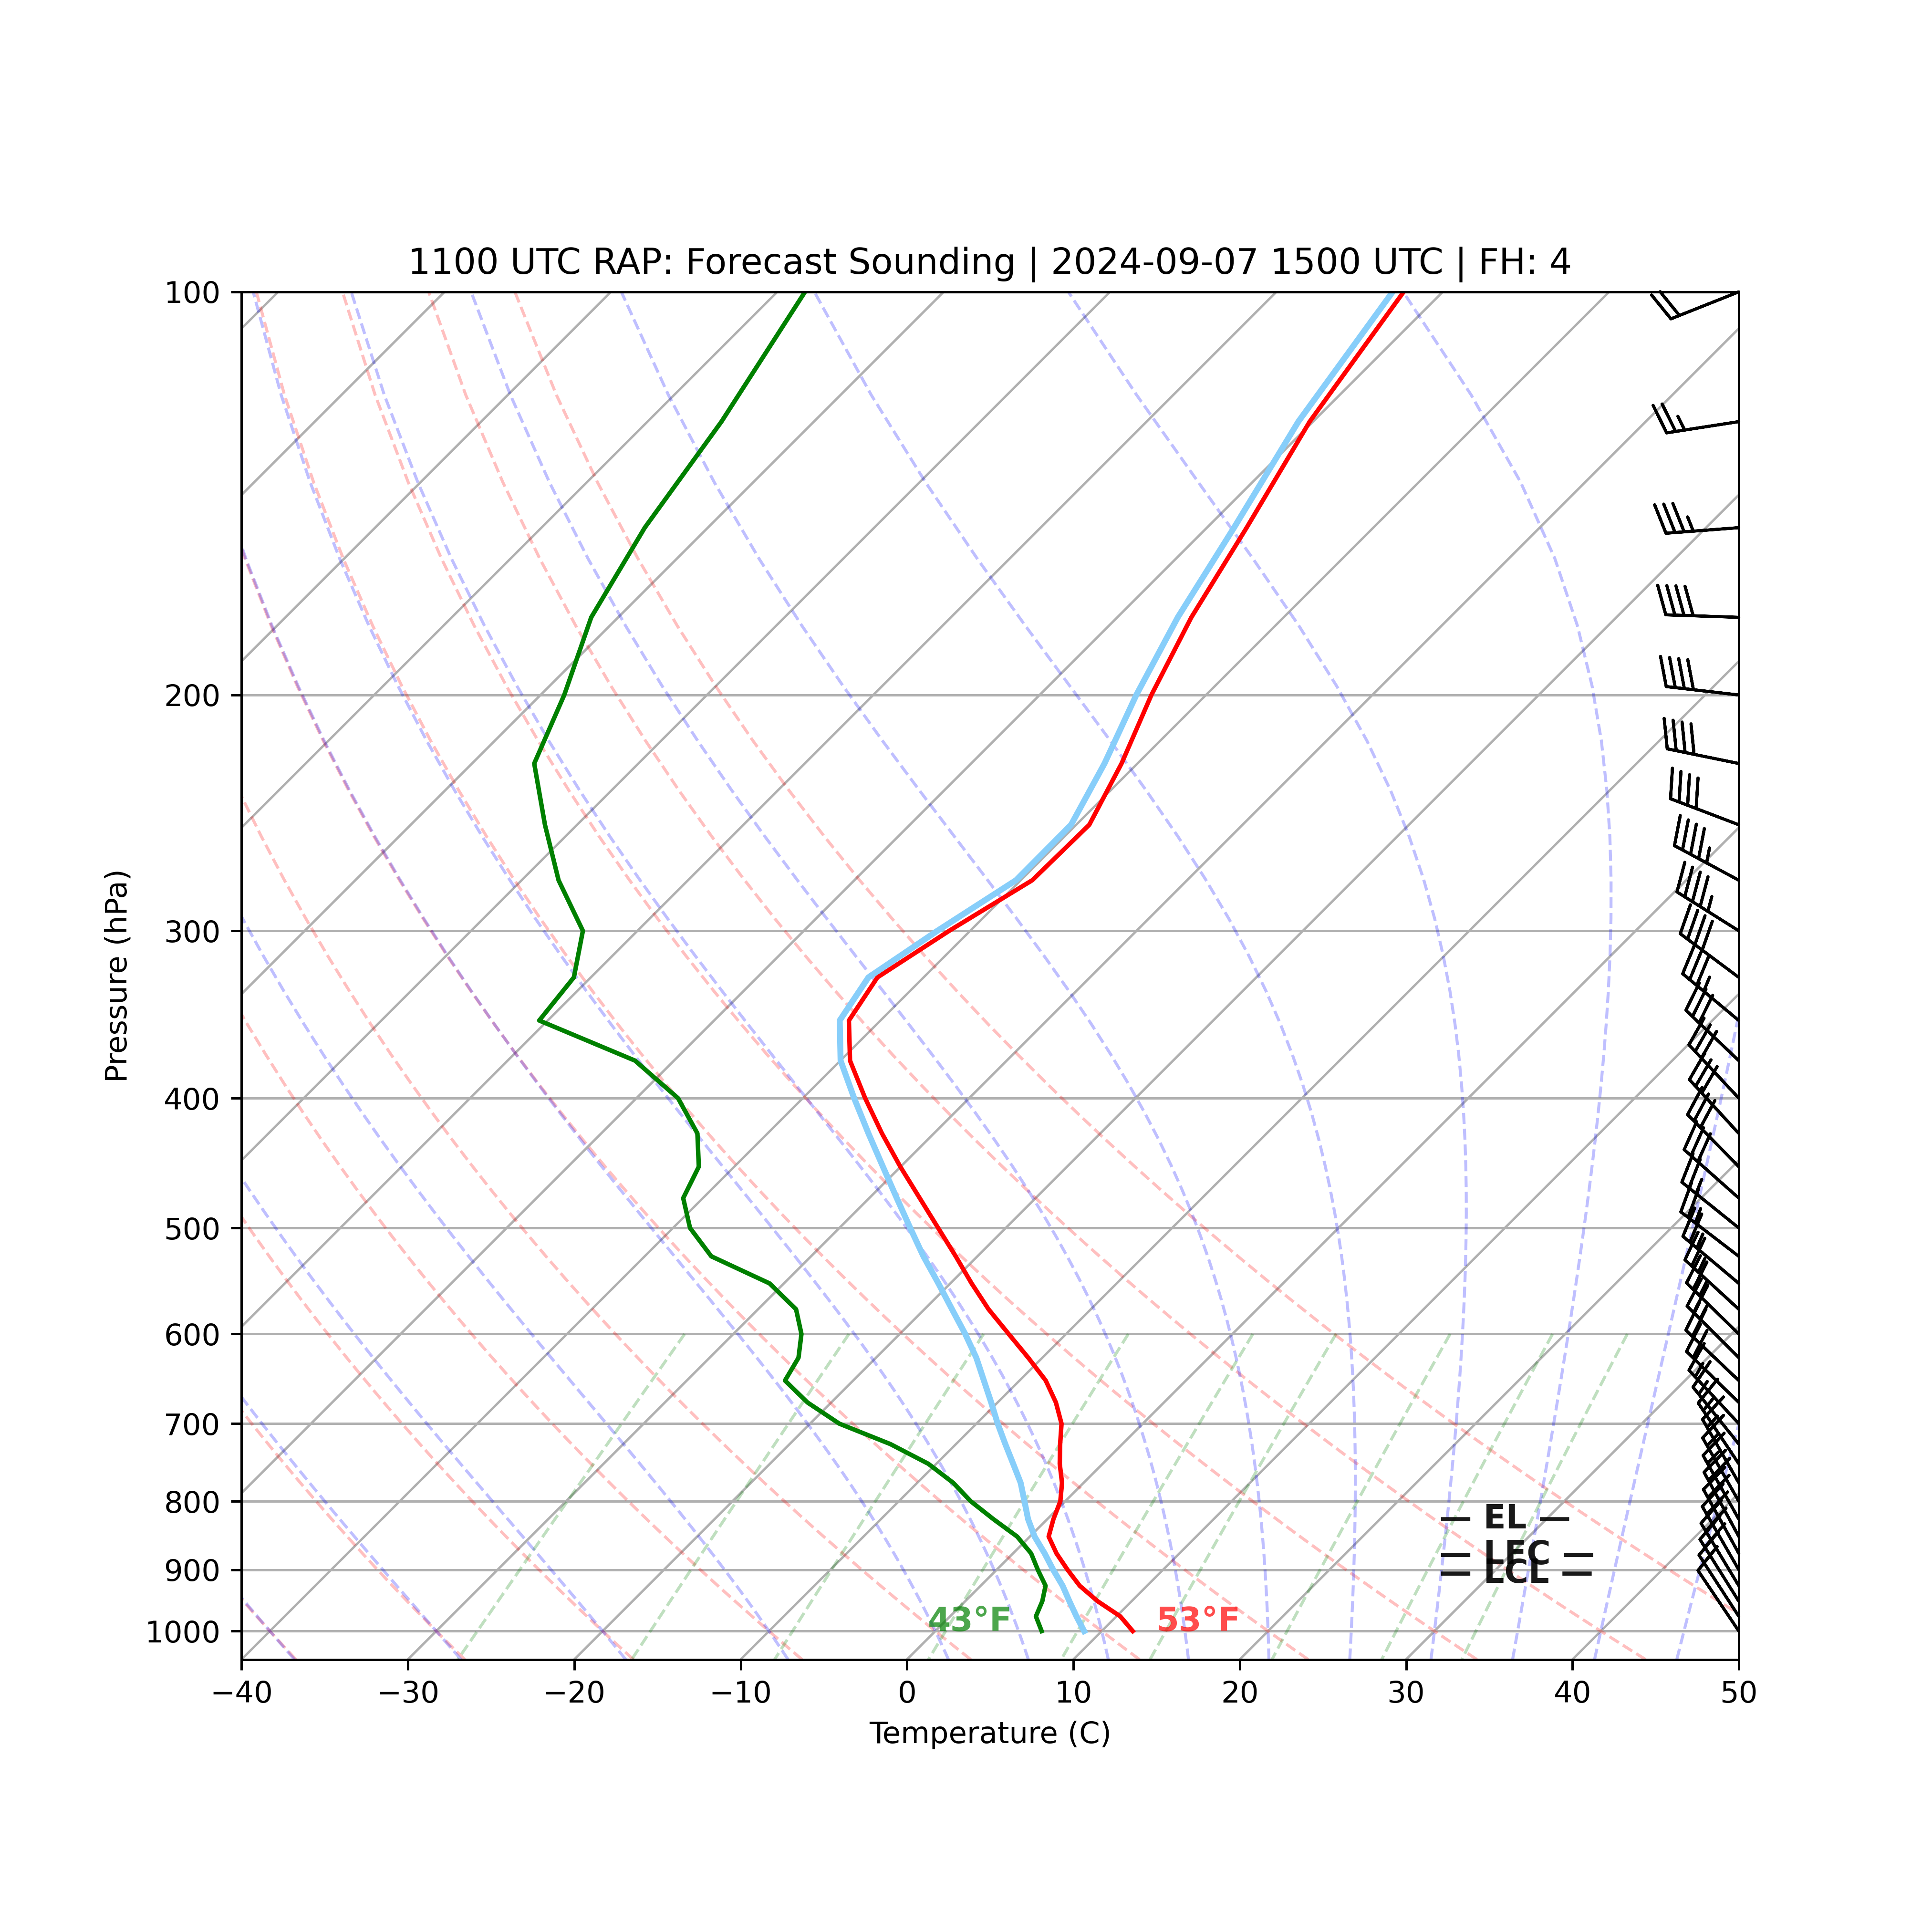 1100 UTC RAP: Forecast Sounding | 2024-09-07 1500 UTC | FH: 4
100
200
300
400
500
600
700
800
900
1000
Pressure (hPa)
— EL —
— LFC —
— LCL —
43°F
53°F
−40 −30 −20 −10 0 10 20 30 40 50
Temperature (C)